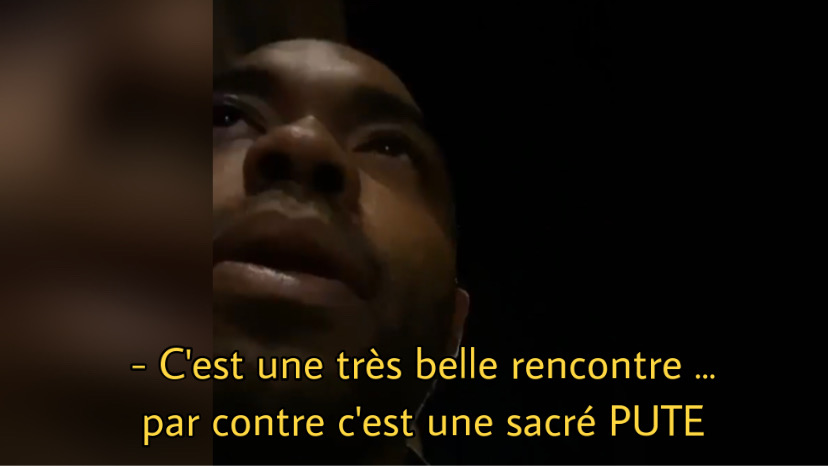 - C'est une très belle rencontre ...
par contre c'est une sacré PUTE